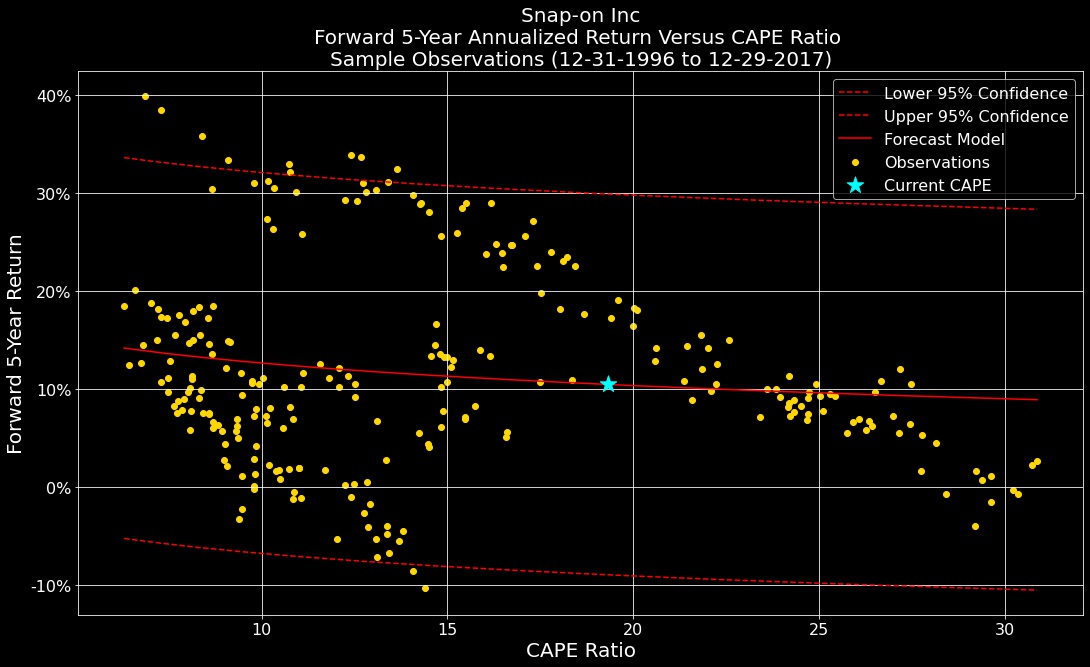 Snap-on Inc
Forward 5-Year Annualized Return Versus CAPE Ratio
Sample Observations (12-31-1996 to 12-29-2017)
Lower 95% Confidence
Upper 95% Confidence
Forecast Model
Observations
Current CAPE
Forward 5-Year Return
40%
30%
20%
10%
0%
-10%
10 15 20 25 30
CAPE Ratio